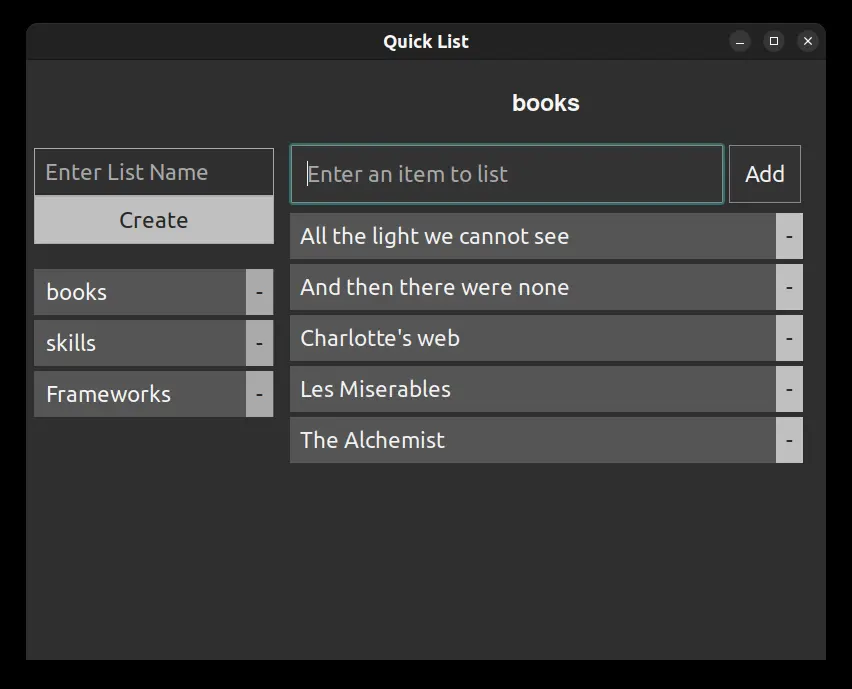 Quick List
books
Enter List Name
Create
books -
skills -
Frameworks -
Enter an item to list
Add
All the light we cannot see -
And then there were none -
Charlotte's web -
Les Miserables -
The Alchemist -